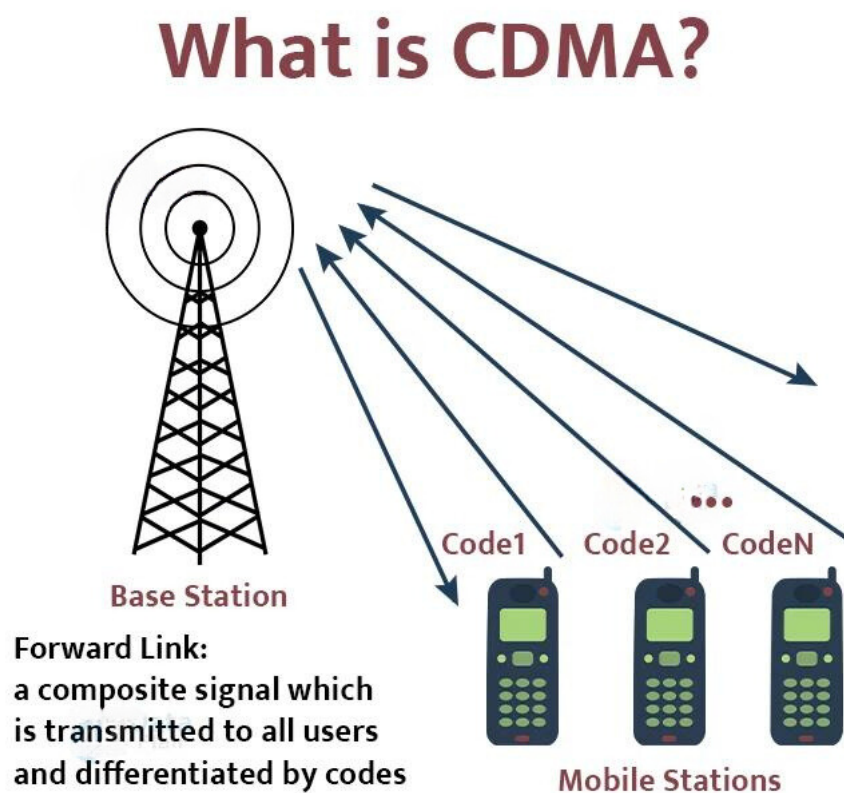 What is CDMA?
...
Code1 Code2 CodeN
Base Station
Forward Link:
a composite signal which
is transmitted to all users
and differentiated by codes
Mobile Stations